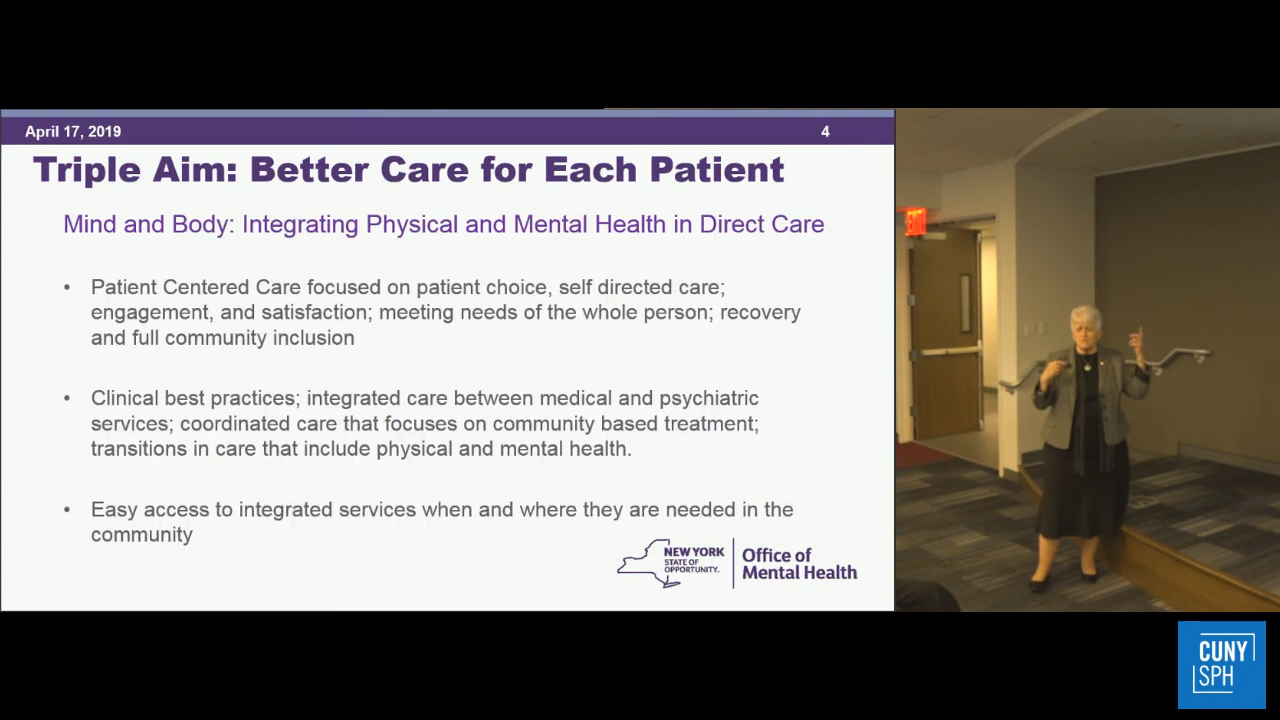 April 17, 2019
4
Triple Aim: Better Care for Each Patient
Mind and Body: Integrating Physical and Mental Health in Direct Care
• Patient Centered Care focused on patient choice, self directed care;
engagement, and satisfaction; meeting needs of the whole person; recovery
and full community inclusion
• Clinical best practices; integrated care between medical and psychiatric
services; coordinated care that focuses on community based treatment;
transitions in care that include physical and mental health.
• Easy access to integrated services when and where they are needed in the
community
NEW YORK
STATE OF
OPPORTUNITY.
Office of
Mental Health
EXIT
CUNY
SPH